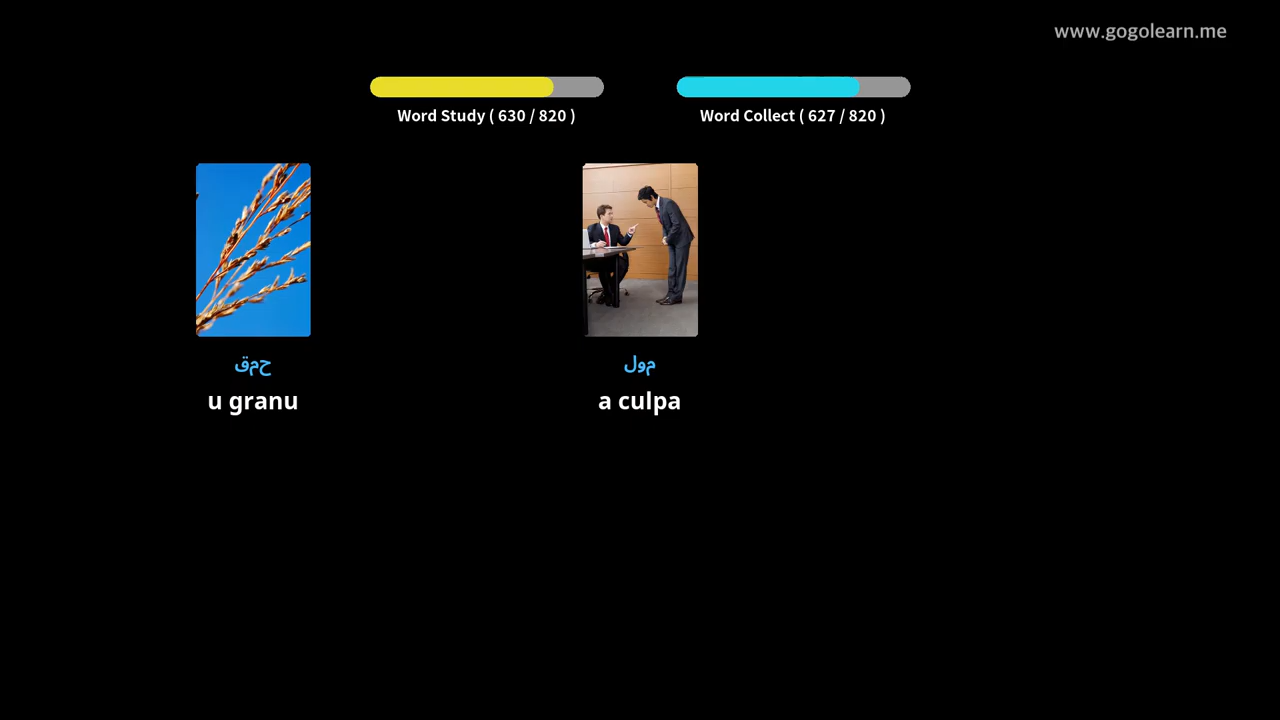 www.gogolearn.me
Word Study ( 630 / 820 )
Word Collect ( 627 / 820 )
حمق
u granu
مول
a culpa